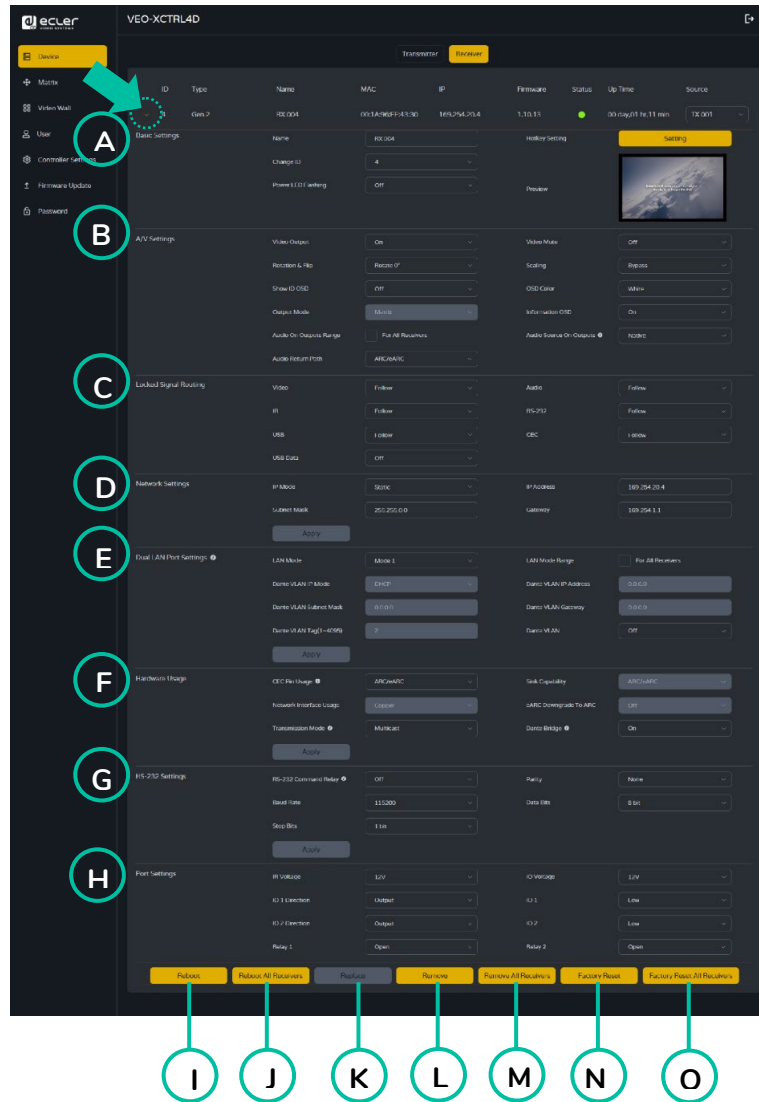 ecler
VEO-XCTRL4D
Transmitter Receiver
Device
Matrix
Video Wall
User
Controller Settings
Firmware Update
Password
ID Type Name MAC IP Firmware Status Up Time Source
Gen 2 RX 004 169.254.20.4 1.10.13 00 day,01 hr,11 min TX 001
A
Basic Settings
Name RX 004 Hotkey Setting Setting
Change ID 4
Power LED Flashing Off Preview
B
A/V Settings
Video Output On Video Mute Off
Rotation & Flip Rotate 0° Scaling Bypass
Show ID OSD Off OSD Color White
Output Mode Matrix Information OSD On
Audio On Outputs Range For All Receivers Audio Source On Outputs Native
Audio Return Path ARC/eARC
C
Locked Signal Routing
Video Follow Audio Follow
IR Follow RS-232 Follow
USB Follow CEC Follow
USB Data Off
D
Network Settings
IP Mode Static IP Address 169.254.20.4
Subnet Mask 255.255.0.0 Gateway 169.254.1.1
Apply
E
Dual LAN Port Settings
LAN Mode Mode 1 LAN Mode Range For All Receivers
Dante VLAN IP Mode DHCP Dante VLAN IP Address 0.0.0.0
Dante VLAN Subnet Mask 0.0.0.0 Dante VLAN Gateway 0.0.0.0
Dante VLAN Tag(1~4095) 2 Dante VLAN Off
Apply
F
Hardware Usage
CEC Pin Usage ARC/eARC Sink Capability ARC/eARC
Network Interface Usage Copper eARC Downgrade To ARC Off
Transmission Mode Multicast Dante Bridge On
Apply
G
RS-232 Settings
RS-232 Command Relay Off Parity None
Baud Rate 115200 Data Bits 8 bit
Stop Bits 1 bit
Apply
H
Port Settings
IR Voltage 12V IO Voltage 12V
IO 1 Direction Output IO 1 Low
IO 2 Direction Output IO 2 Low
Relay 1 Open Relay 2 Open
Reboot Reboot All Receivers Replace Remove Remove All Receivers Factory Reset Factory Reset All Receivers
I J K L M N O